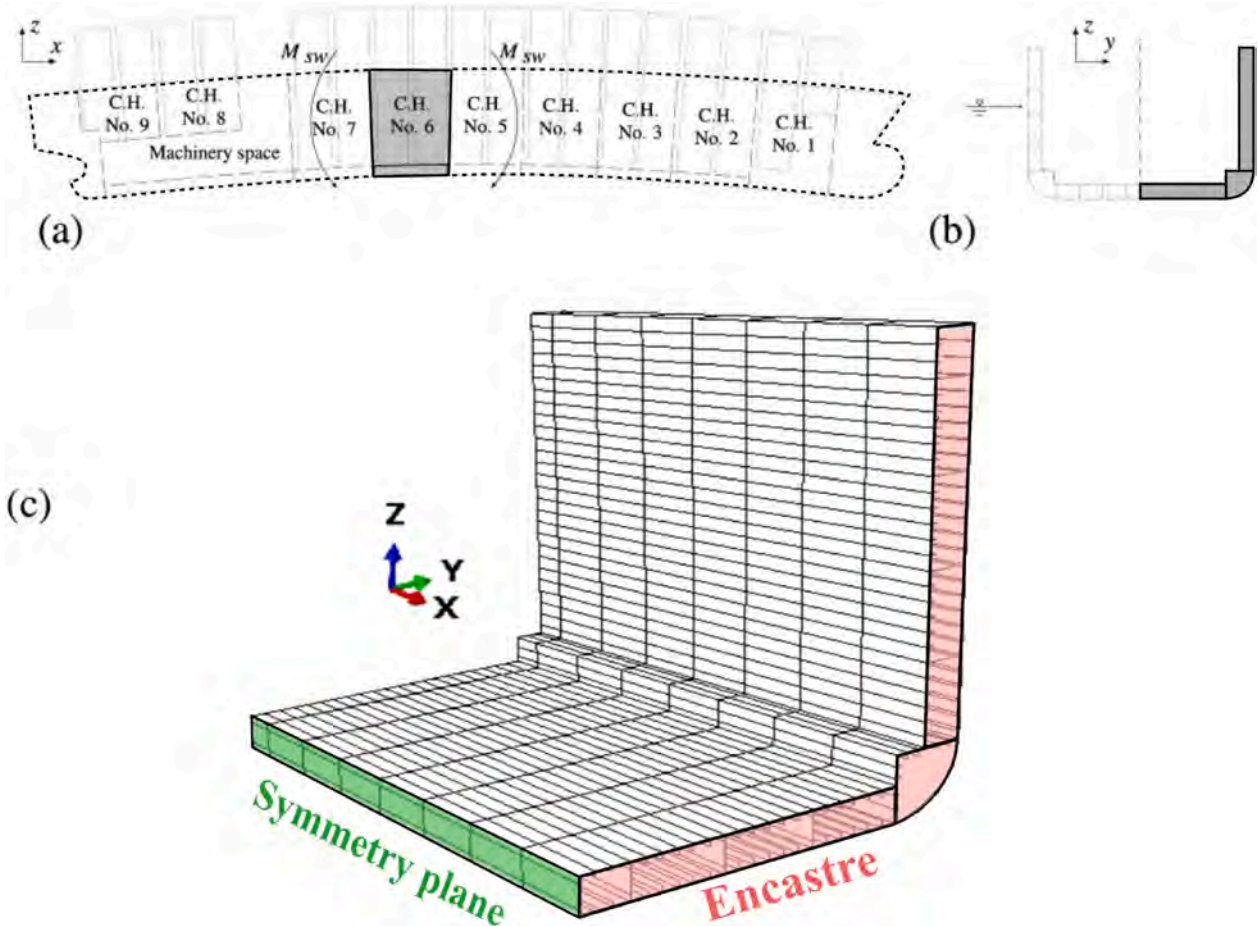 z
x
M sw
M sw
C.H.
No. 9
C.H.
No. 8
C.H.
No. 7
C.H.
No. 6
C.H.
No. 5
C.H.
No. 4
C.H.
No. 3
C.H.
No. 2
C.H.
No. 1
Machinery space
(a)
z
y
(b)
(c)
Z
Y
X
Symmetry plane
Encastre